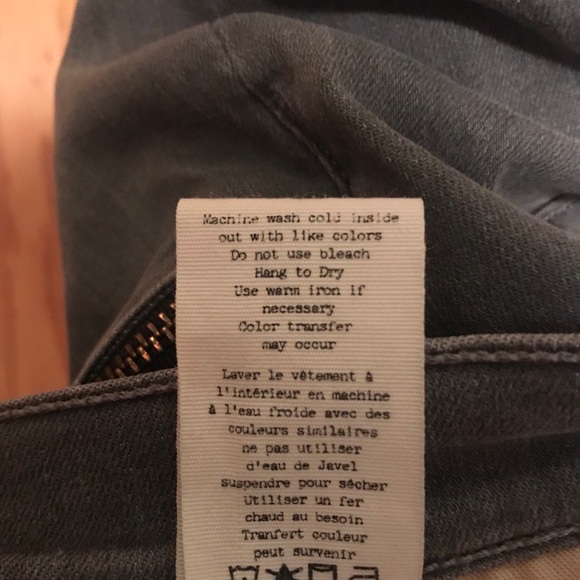 Machine wash cold inside
out with like colors
Do not use bleach
Hang to Dry
Use warm iron if
necessary
Color transfer
may occur
Laver le vêtement à
l'intérieur en machine
à l'eau froide avec des
couleurs similaires
ne pas utiliser
d'eau de Javel
suspendre pour sécher
Utiliser un fer
chaud au besoin
Tranfert couleur
peut survenir